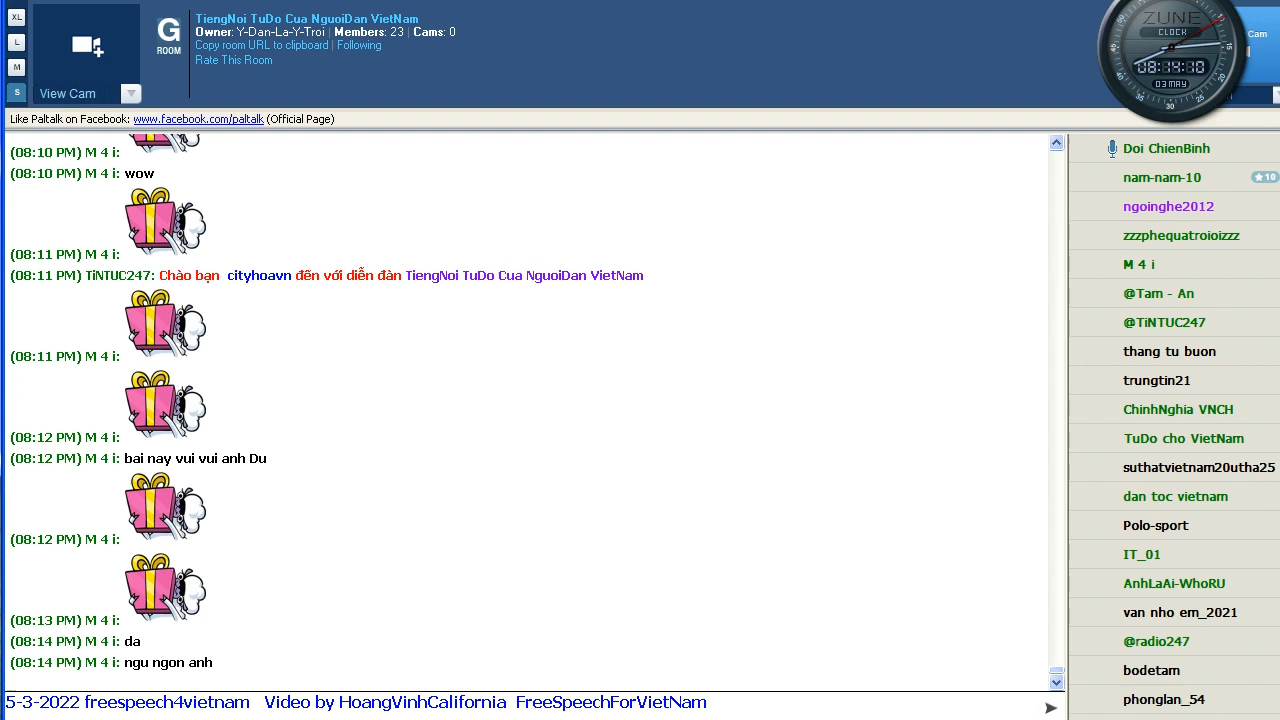 XL
L
M
S
View Cam
G
ROOM
TiengNoi TuDo Cua NguoiDan VietNam
Owner: Y-Dan-La-Y-Troi | Members: 23 | Cams: 0
Copy room URL to clipboard | Following
Rate This Room
ZUNE
CLOCK
08:14:18
03 MAY
Cam
Like Paltalk on Facebook: www.facebook.com/paltalk (Official Page)
(08:10 PM) M 4 i:
(08:10 PM) M 4 i: wow
(08:11 PM) M 4 i:
(08:11 PM) TiNTUC247: Chào bạn cityhoavn đến với diễn đàn TiengNoi TuDo Cua NguoiDan VietNam
(08:11 PM) M 4 i:
(08:12 PM) M 4 i:
(08:12 PM) M 4 i: bai nay vui vui anh Du
(08:12 PM) M 4 i:
(08:13 PM) M 4 i:
(08:14 PM) M 4 i: da
(08:14 PM) M 4 i: ngu ngon anh
5-3-2022 freespeech4vietnam Video by HoangVinhCalifornia FreeSpeechForVietNam
Doi ChienBinh
nam-nam-10
10
ngoinghe2012
zzzphequatroioizzz
M 4 i
@Tam - An
@TiNTUC247
thang tu buon
trungtin21
ChinhNghia VNCH
TuDo cho VietNam
suthatvietnam20utha25
dan toc vietnam
Polo-sport
IT_01
AnhLaAi-WhoRU
van nho em_2021
@radio247
bodetam
phonglan_54